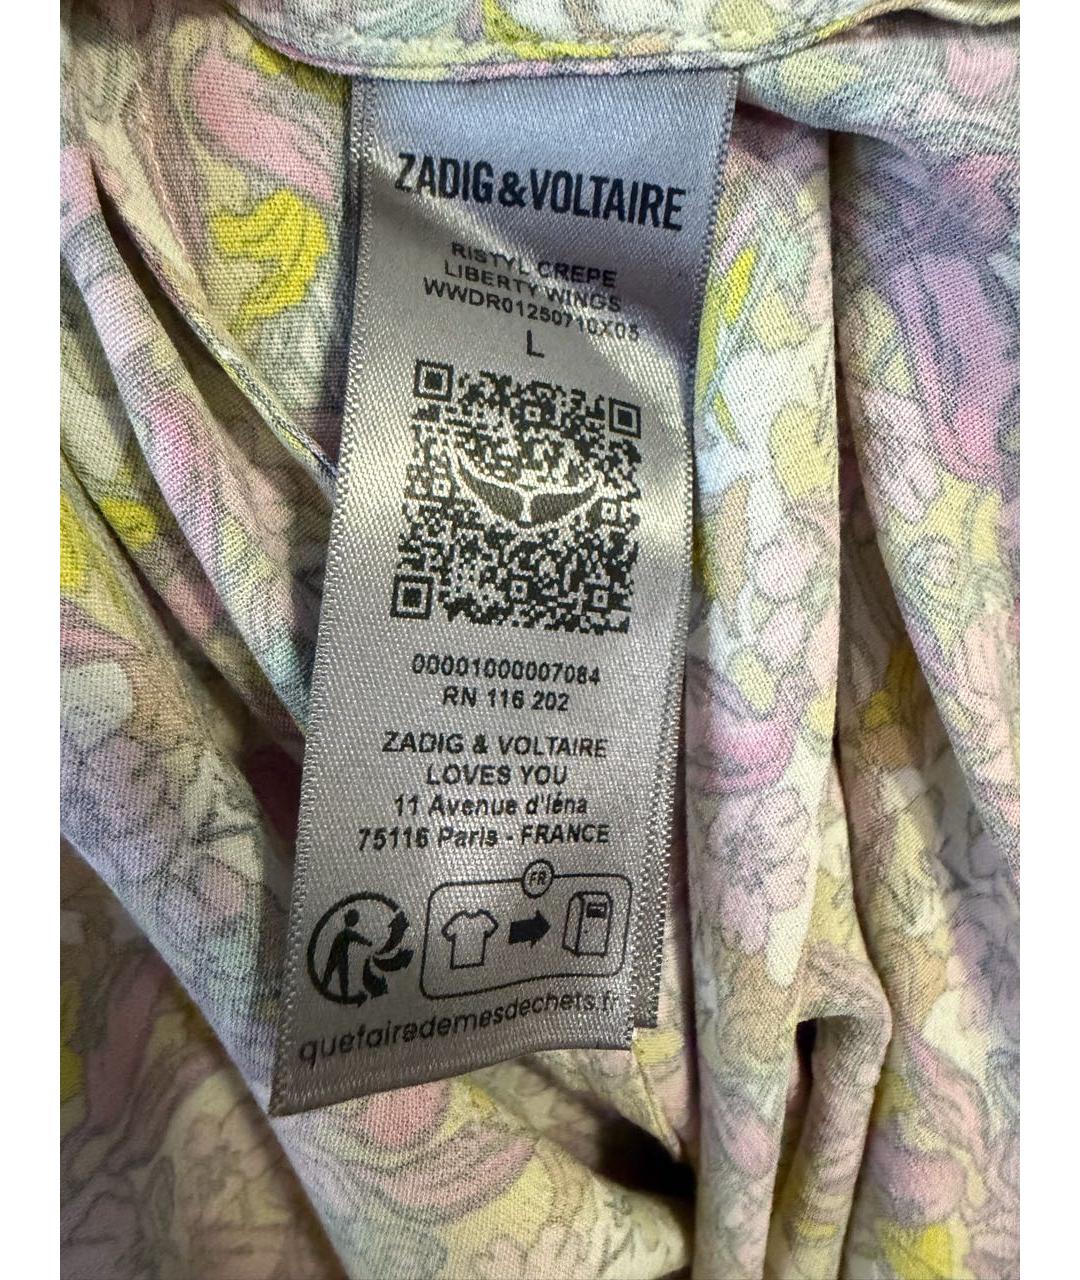 ZADIG&VOLTAIRE
RISTYL CREPE
LIBERTY WINGS
WWDR01250710X05
L
00001000007084
RN 116 202
ZADIG & VOLTAIRE
LOVES YOU
11 Avenue d'Iéna
75116 Paris - FRANCE
FR
quefairedemesdechets.fr